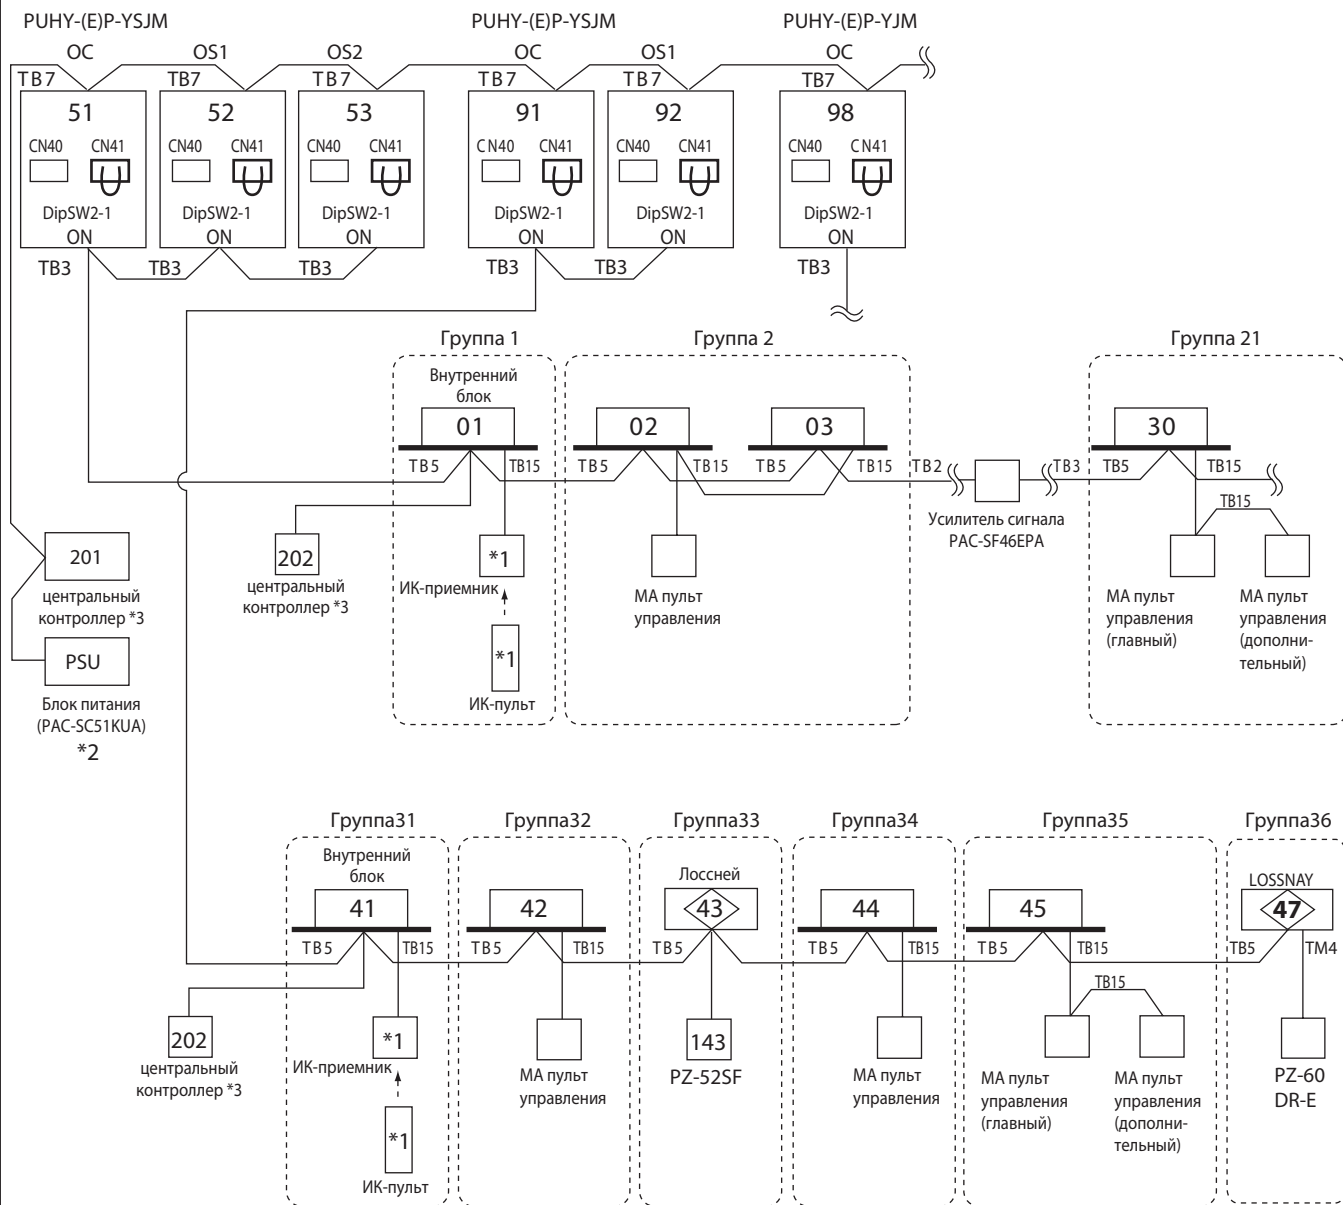 PUHY-(E)P-YSJM
PUHY-(E)P-YSJM
PUHY-(E)P-YJM
OC
OS1
OS2
OC
OS1
OC
TB7
TB7
TB7
TB7
TB7
TB7
51
52
53
91
92
98
CN40 CN41
CN40 CN41
CN40 CN41
CN40 CN41
CN40 CN41
CN40 CN41
DipSW2-1
DipSW2-1
DipSW2-1
DipSW2-1
DipSW2-1
DipSW2-1
ON
ON
ON
ON
ON
ON
TB3
TB3
TB3
TB3
TB3
TB3
Группа 1
Группа 2
Группа 21
Внутренний
блок
01
02
03
30
TB5
TB15
TB5
TB15
TB5
TB15
TB2
TB3
TB5
TB15
Усилитель сигнала
PAC-SF46EPA
TB15
201
центральный
контроллер *3
202
центральный
контроллер *3
*1
ИК-приемник
*1
ИК-пульт
МА пульт
управления
МА пульт
управления
(главный)
МА пульт
управления
(дополни-
тельный)
PSU
Блок питания
(PAC-SC51KUA)
*2
Группа31
Группа32
Группа33
Группа34
Группа35
Группа36
Внутренний
блок
Лоссней
LOSSNAY
41
42
43
44
45
47
TB5
TB15
TB5
TB15
TB5
TB5
TB15
TB5
TB15
TB5
TM4
TB15
202
центральный
контроллер *3
*1
ИК-приемник
*1
ИК-пульт
МА пульт
управления
143
PZ-52SF
МА пульт
управления
МА пульт
управления
(главный)
МА пульт
управления
(дополни-
тельный)
PZ-60
DR-E